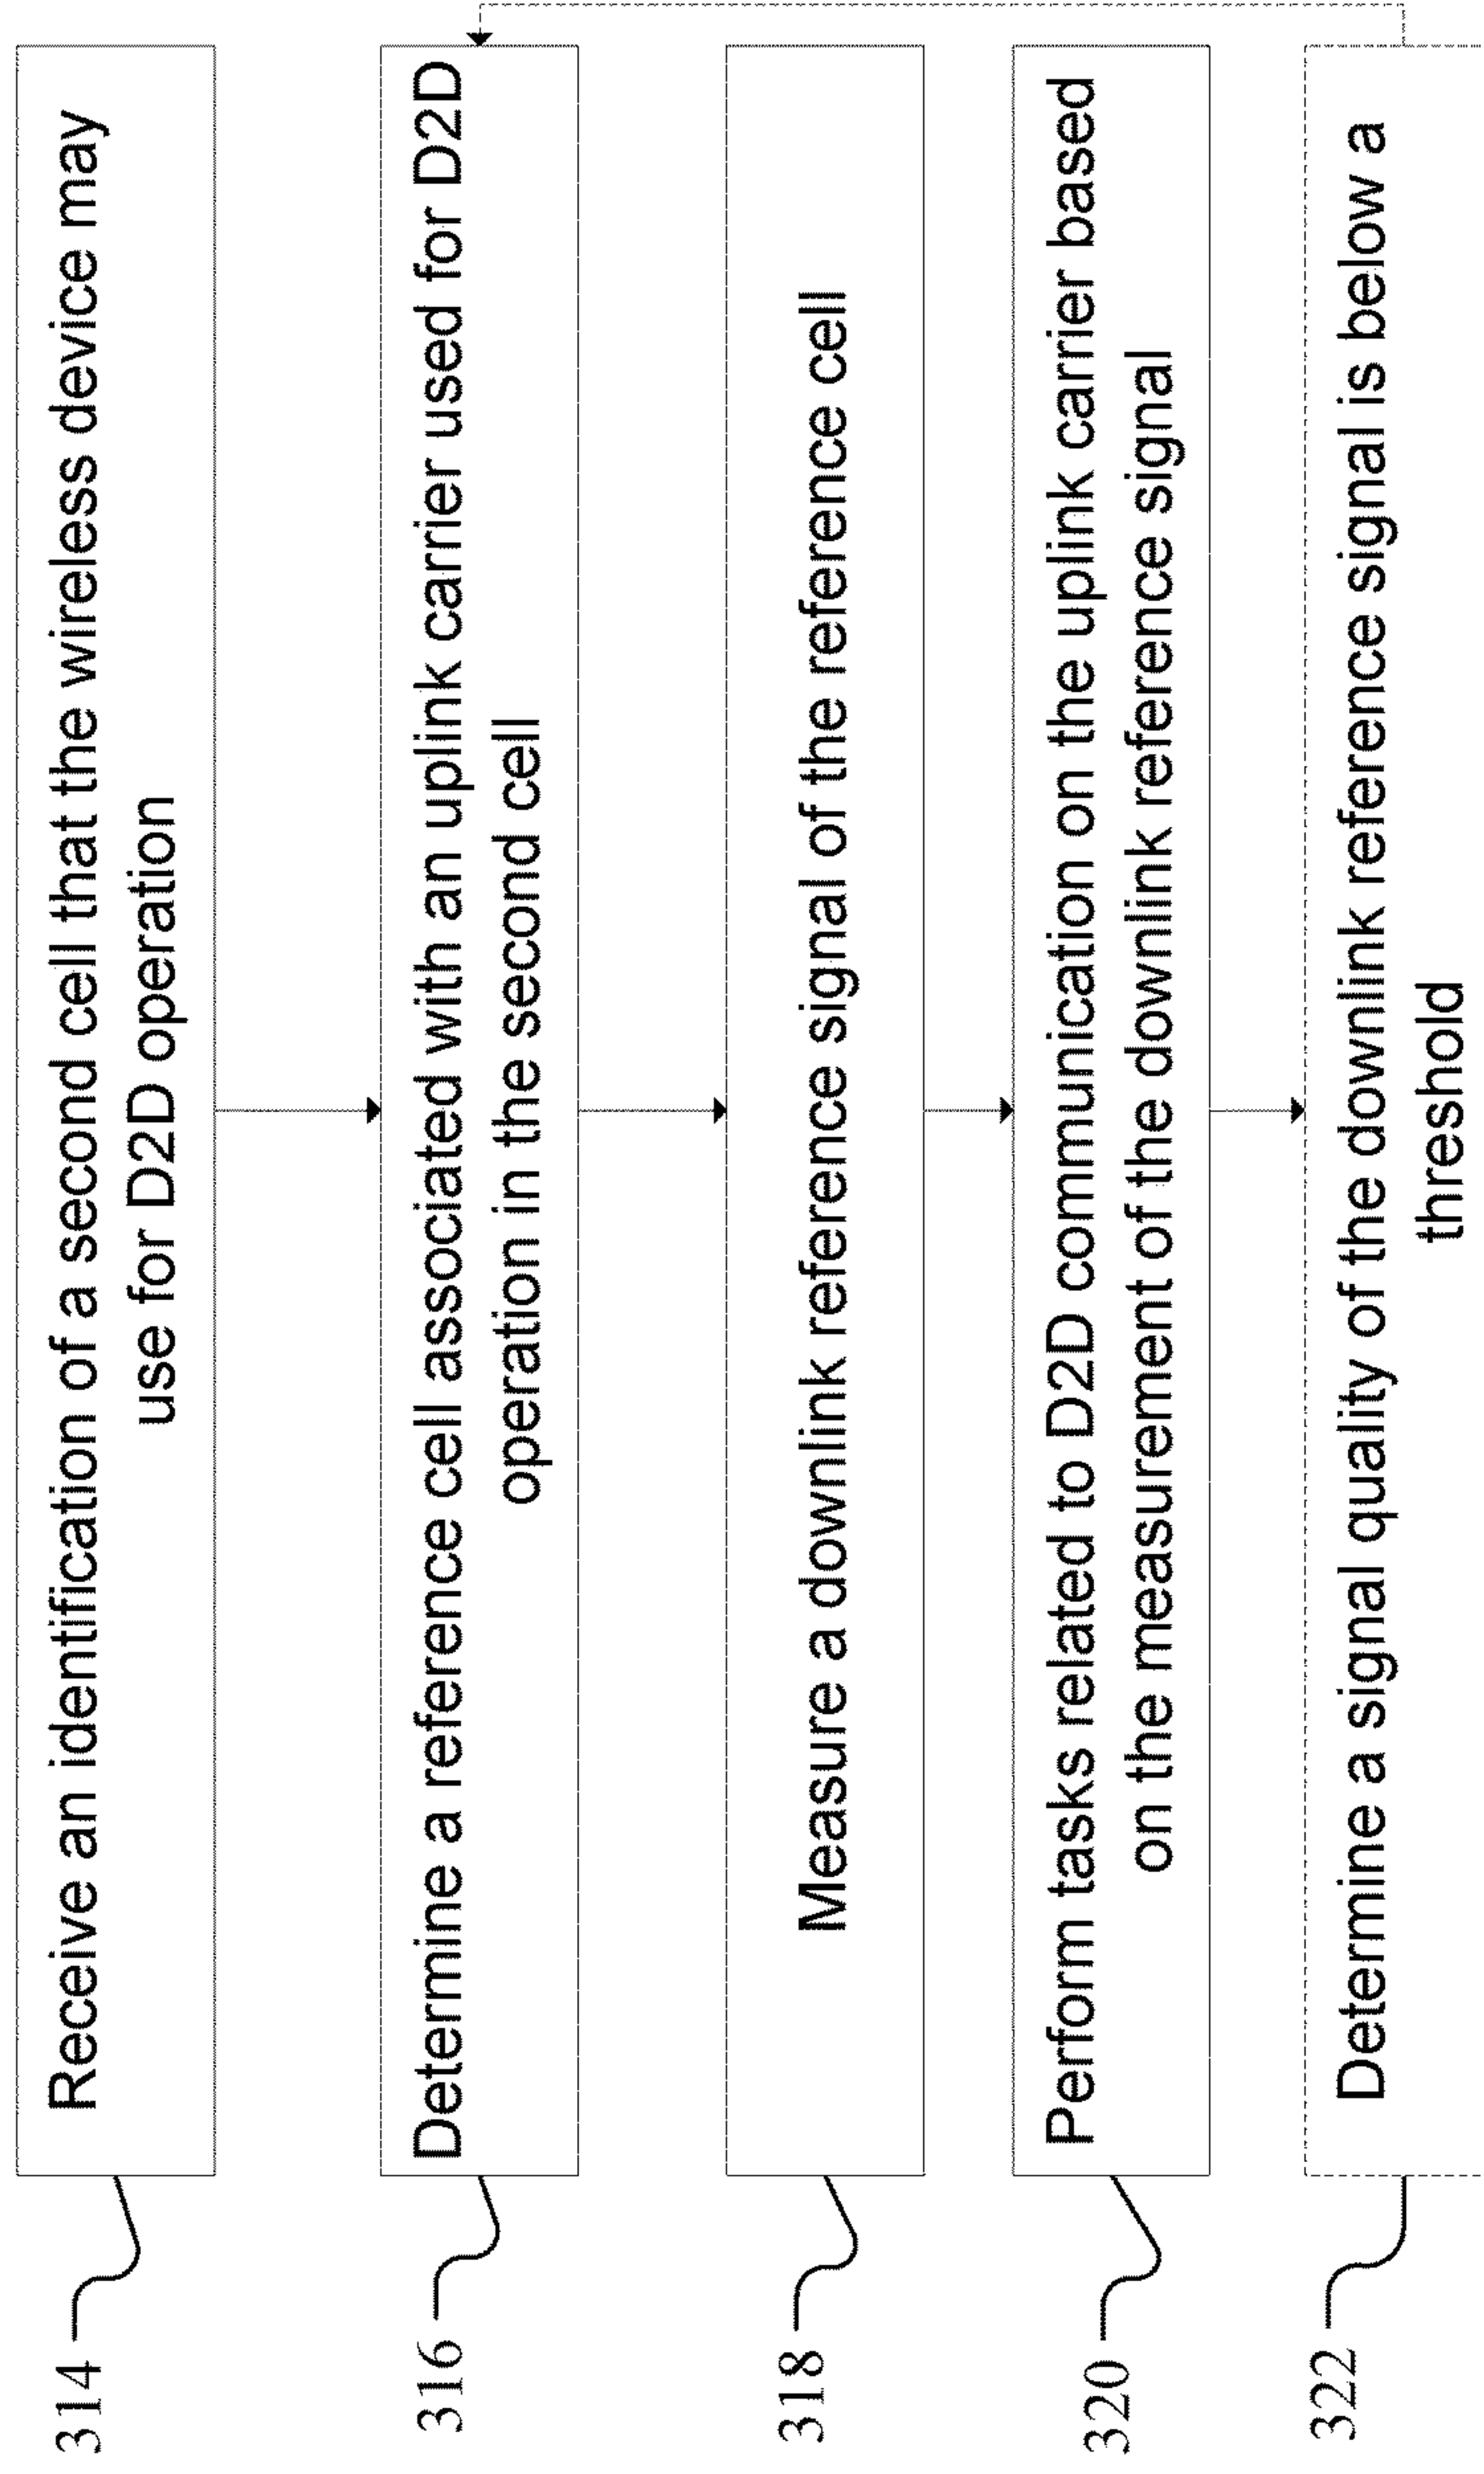 314
Receive an identification of a second cell that the wireless device may
use for D2D operation
316
Determine a reference cell associated with an uplink carrier used for D2D
operation in the second cell
318
Measure a downlink reference signal of the reference cell
320
Perform tasks related to D2D communication on the uplink carrier based
on the measurement of the downlink reference signal
322
Determine a signal quality of the downlink reference signal is below a
threshold